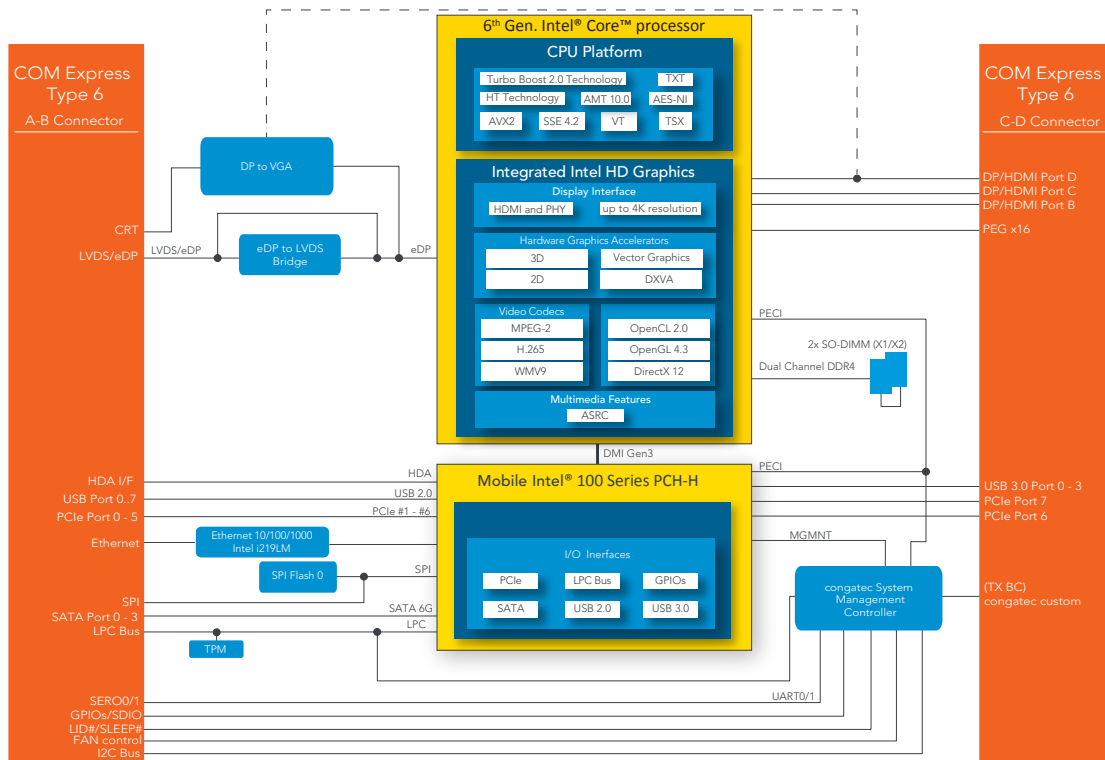 6th Gen. Intel® Core™ processor
CPU Platform
Turbo Boost 2.0 Technology
TXT
HT Technology
AMT 10.0
AES-NI
AVX2
SSE 4.2
VT
TSX
Integrated Intel HD Graphics
Display Interface
HDMI and PHY
up to 4K resolution
Hardware Graphics Accelerators
3D
Vector Graphics
2D
DXVA
Video Codecs
MPEG-2
H.265
WMV9
OpenCL 2.0
OpenGL 4.3
DirectX 12
Multimedia Features
ASRC
DMI Gen3
Mobile Intel® 100 Series PCH-H
I/O Inerfaces
PCIe
LPC Bus
GPIOs
SATA
USB 2.0
USB 3.0
COM Express
Type 6
A-B Connector
CRT
LVDS/eDP
HDA I/F
USB Port 0..7
PCIe Port 0 - 5
Ethernet
SPI
SATA Port 0 - 3
LPC Bus
SERO0/1
GPIOs/SDIO
LID#/SLEEP#
FAN control
I2C Bus
DP to VGA
LVDS/eDP
eDP to LVDS
Bridge
eDP
HDA
USB 2.0
PCIe #1 - #6
Ethernet 10/100/1000
Intel i219LM
SPI Flash 0
SPI
SATA 6G
LPC
TPM
PECI
2x SO-DIMM (X1/X2)
Dual Channel DDR4
PECI
MGMNT
congatec System
Management
Controller
UART0/1
COM Express
Type 6
C-D Connector
DP/HDMI Port D
DP/HDMI Port C
DP/HDMI Port B
PEG x16
USB 3.0 Port 0 - 3
PCIe Port 7
PCIe Port 6
(TX BC)
congatec custom